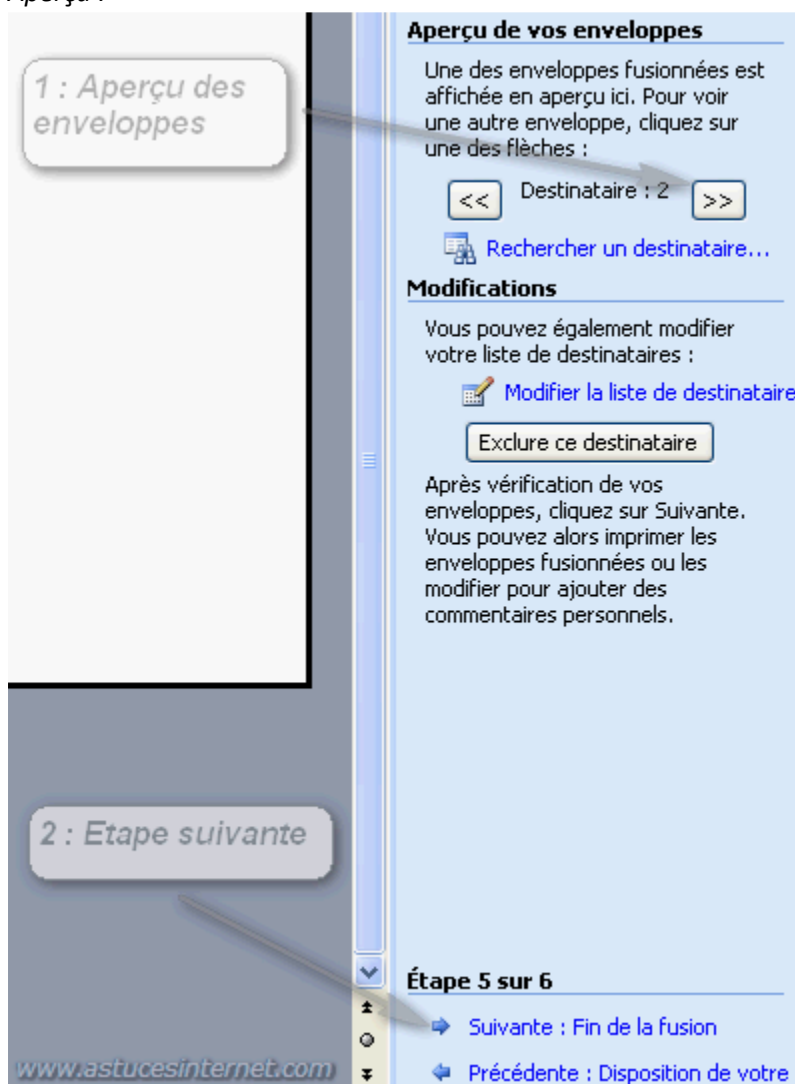 Aperçu :
Aperçu de vos enveloppes
1 : Aperçu des
enveloppes
Une des enveloppes fusionnées est
affichée en aperçu ici. Pour voir
une autre enveloppe, cliquez sur
une des flèches :
<< Destinataire : 2 >>
Rechercher un destinataire...
Modifications
Vous pouvez également modifier
votre liste de destinataires :
Modifier la liste de destinataire
Exclure ce destinataire
Après vérification de vos
enveloppes, cliquez sur Suivante.
Vous pouvez alors imprimer les
enveloppes fusionnées ou les
modifier pour ajouter des
commentaires personnels.
2 : Etape suivante
Étape 5 sur 6
Suivante : Fin de la fusion
Précédente : Disposition de votre
www.astucesinternet.com